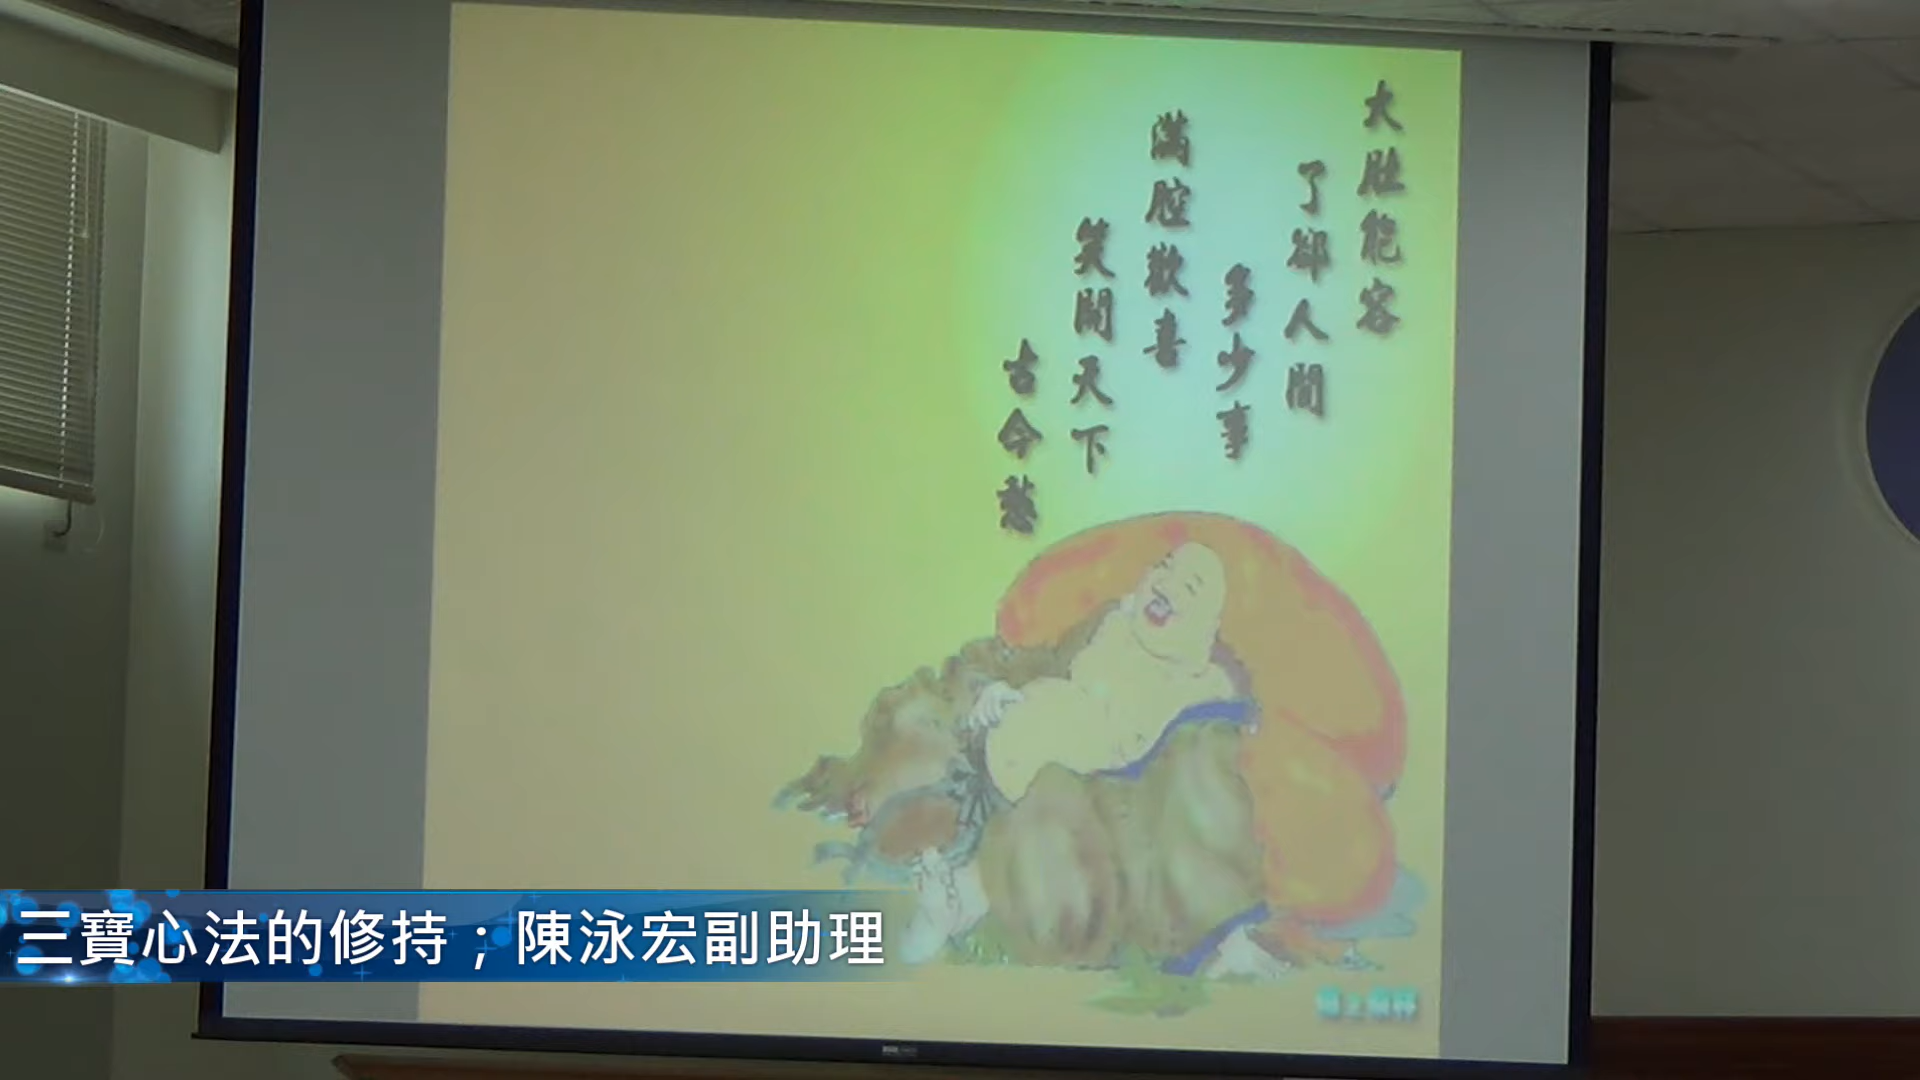 大肚能容
了卻人間
多少事
滿腔歡喜
笑開天下
古今愁
三寶心法的修持；陳泳宏副助理